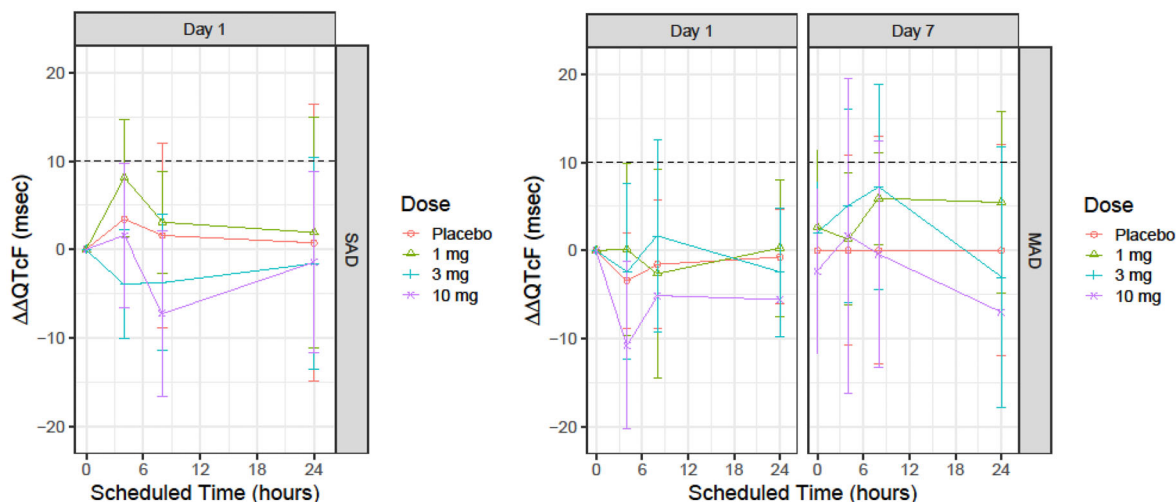 Day 1
ΔΔQTcF (msec)
20
10
0
−10
−20
0 6 12 18 24
Scheduled Time (hours)
SAD
Dose
Placebo
1 mg
3 mg
10 mg
Day 1 Day 7
ΔΔQTcF (msec)
20
10
0
−10
−20
0 6 12 18 24 0 6 12 18 24
Scheduled Time (hours)
MAD
Dose
Placebo
1 mg
3 mg
10 mg